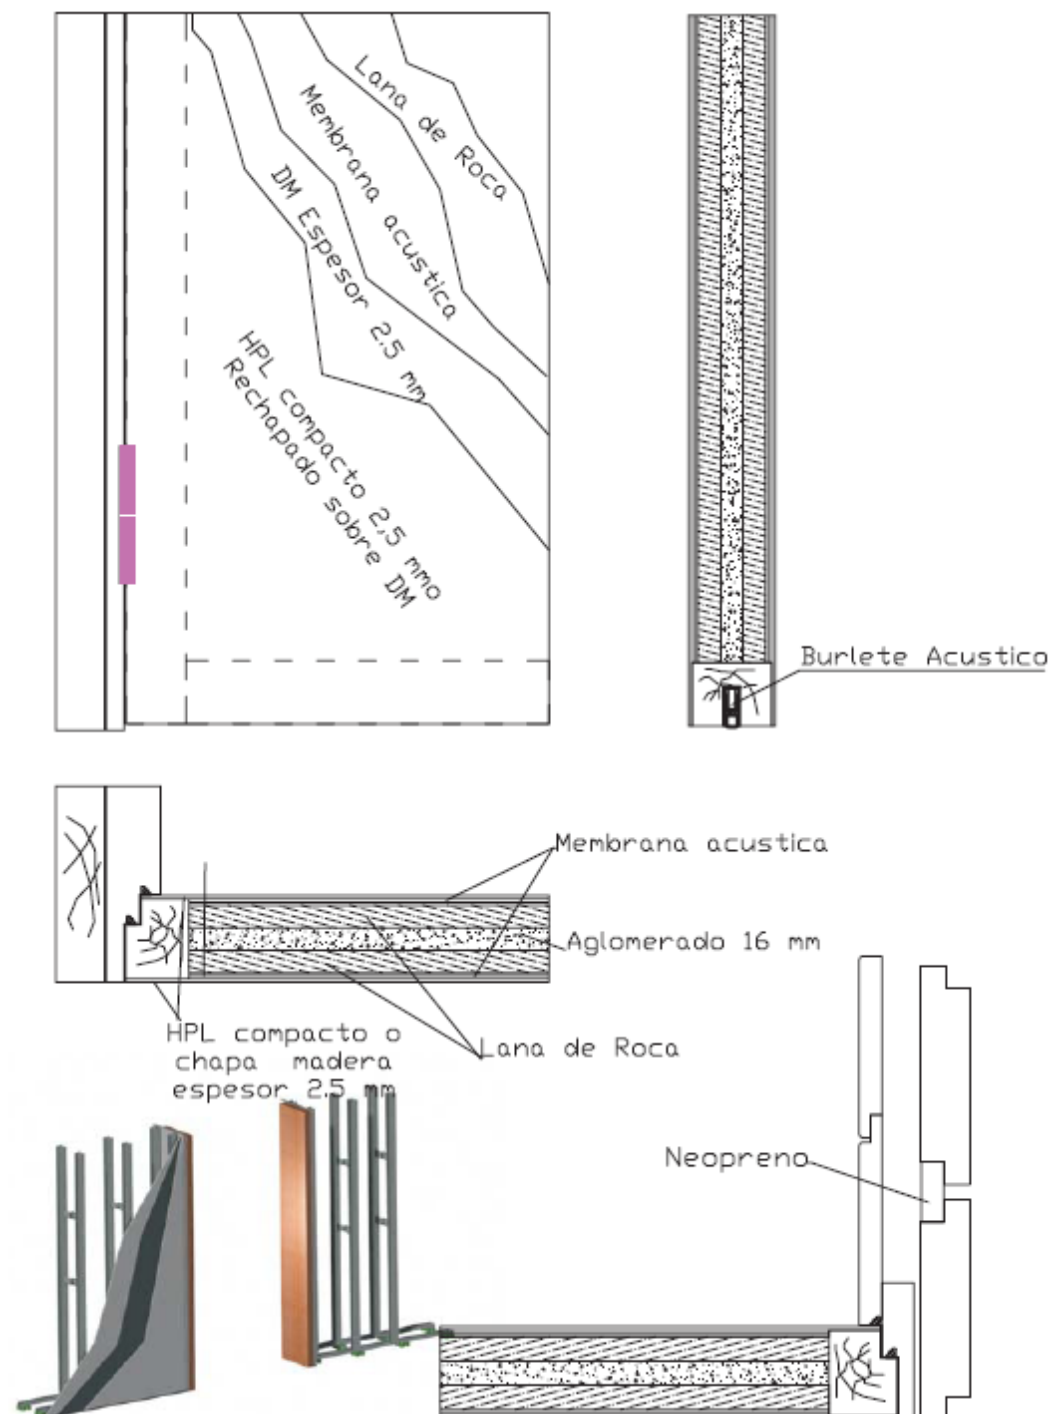 Lana de Roca
Membrana acustica
DM Espesor 2.5 mm
HPL compacto 2,5 mmo
Rechapado sobre DM
Burlete Acustico
Membrana acustica
Aglomerado 16 mm
HPL compacto o
chapa madera
espesor 2.5 mm
Lana de Roca
Neopreno